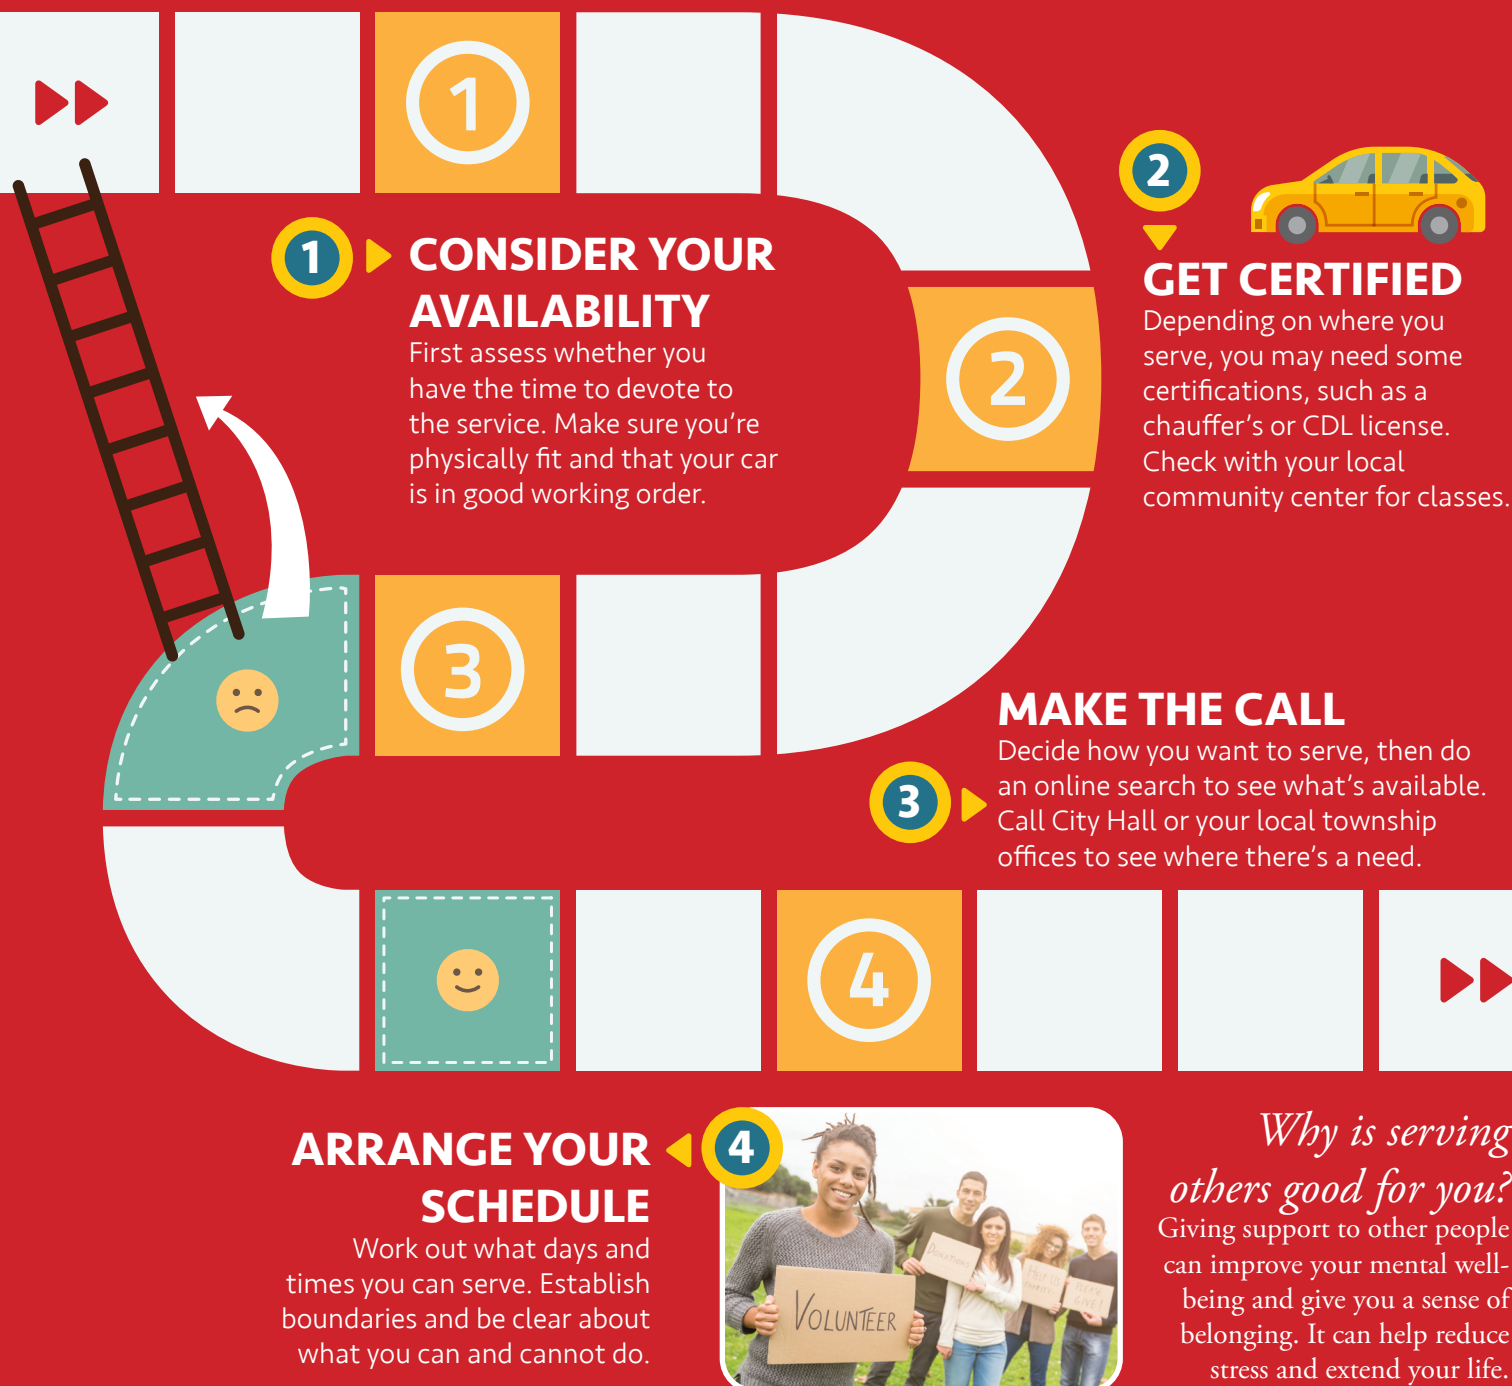 1
1
CONSIDER YOUR
AVAILABILITY
First assess whether you
have the time to devote to
the service. Make sure you're
physically fit and that your car
is in good working order.
2
2
GET CERTIFIED
Depending on where you
serve, you may need some
certifications, such as a
chauffer's or CDL license.
Check with your local
community center for classes.
3
3
MAKE THE CALL
Decide how you want to serve, then do
an online search to see what's available.
Call City Hall or your local township
offices to see where there's a need.
4
4
ARRANGE YOUR
SCHEDULE
Work out what days and
times you can serve. Establish
boundaries and be clear about
what you can and cannot do.
VOLUNTEER
DONATIONS
HELP US
PLEASE
GIVE!
Why is serving
others good for you?
Giving support to other people
can improve your mental well-
being and give you a sense of
belonging. It can help reduce
stress and extend your life.